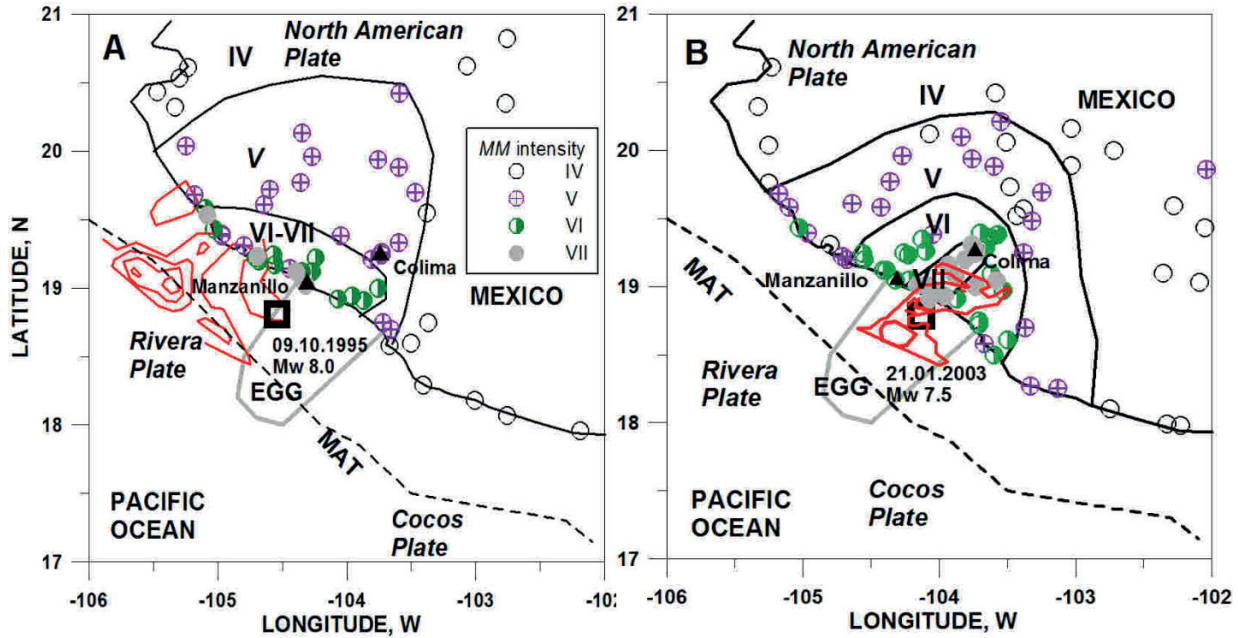 A
North American
Plate
IV
V
MM intensity
IV
V
VI
VII
VI-VII
Colima
Manzanillo
MEXICO
Rivera
Plate
09.10.1995
Mw 8.0
EGG
MAT
PACIFIC
OCEAN
Cocos
Plate
21
20
19
18
17
LATITUDE, N
-106
-105
-104
-103
-102
LONGITUDE, W
B
North American
Plate
IV
MEXICO
V
VI
Colima
Manzanillo
VII
MAT
Rivera
Plate
EGG
21.01.2003
Mw 7.5
Cocos
Plate
PACIFIC
OCEAN
21
20
19
18
17
-106
-105
-104
-103
-102
LONGITUDE, W